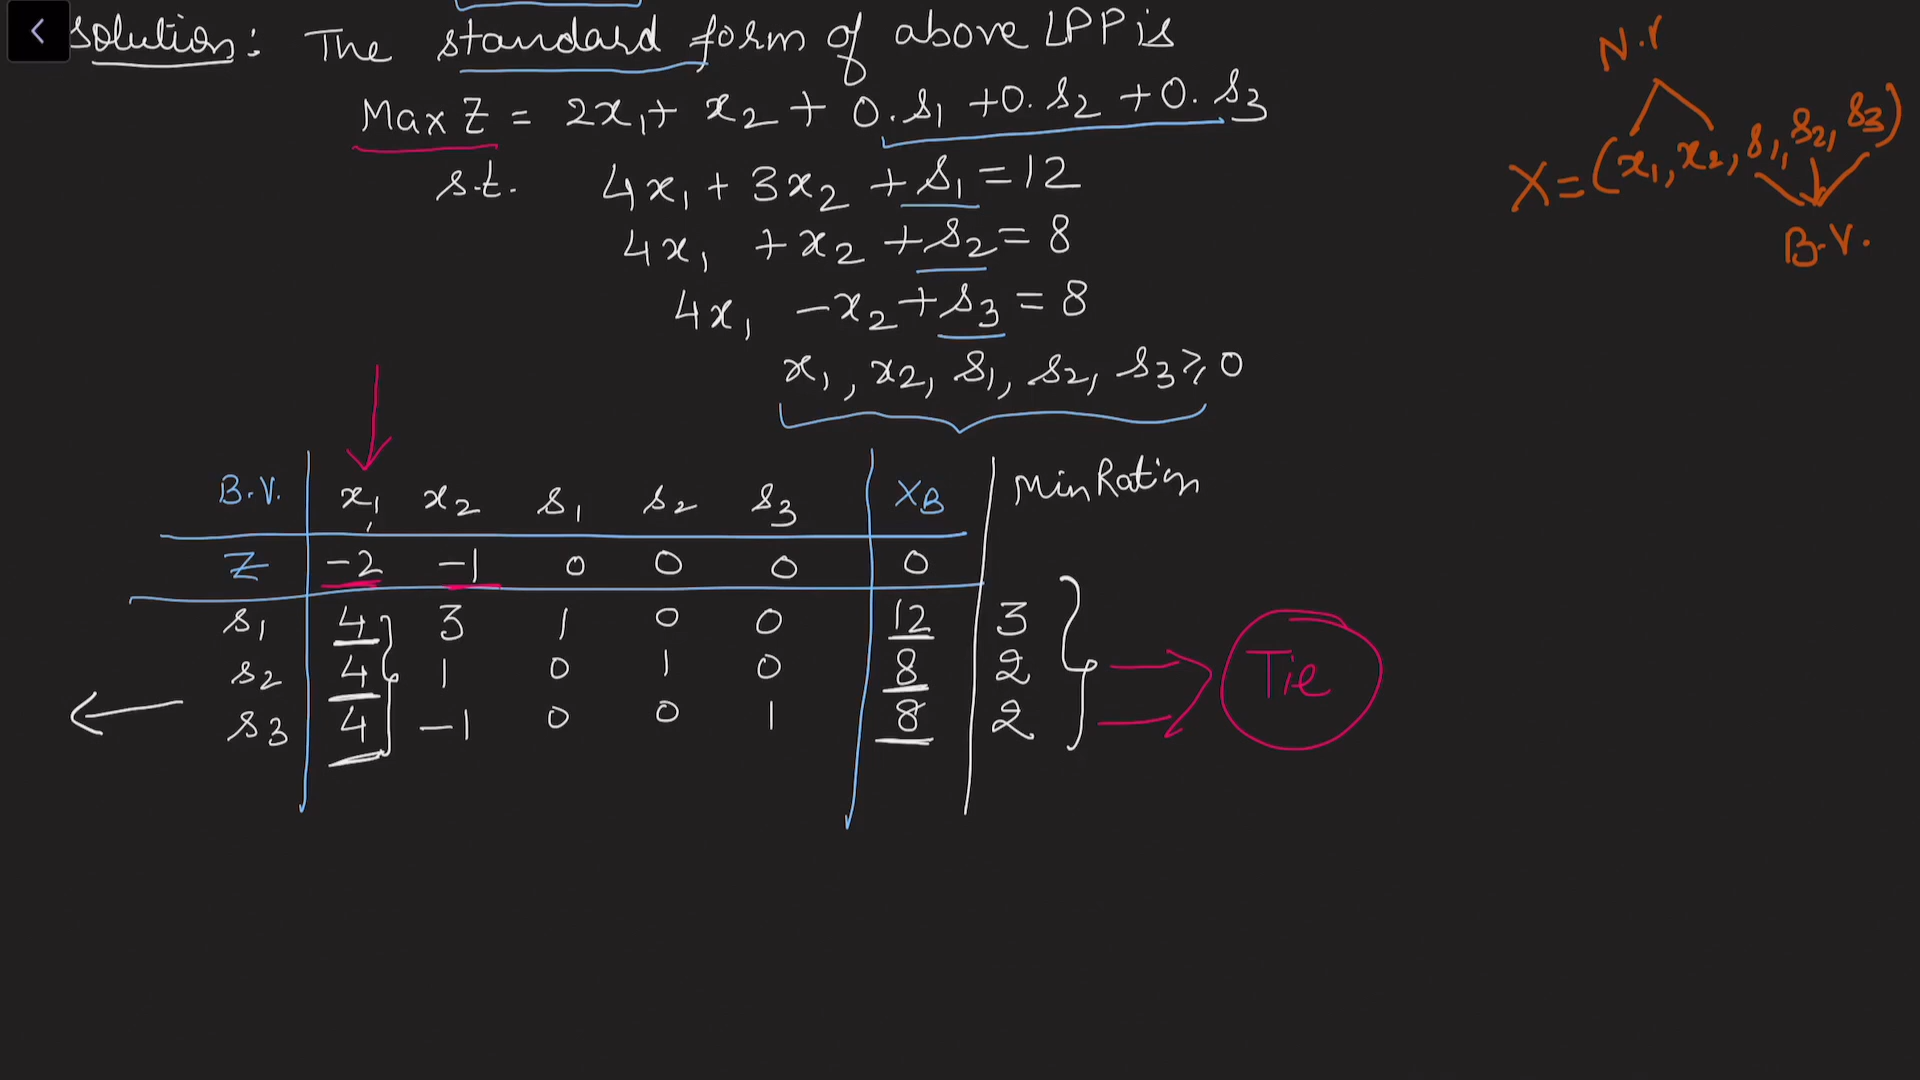 solution: The standard form of above LPP is
Max Z = 2x₁ + x₂ + 0.s₁ + 0.s₂ + 0.s₃
s.t. 4x₁ + 3x₂ + s₁ = 12
4x₁ + x₂ + s₂ = 8
4x₁ - x₂ + s₃ = 8
x₁, x₂, s₁, s₂, s₃ ≥ 0
N.V
X = (x₁, x₂, s₁, s₂, s₃)
B.V.
B.V. x₁ x₂ s₁ s₂ s₃ XB Min Ration
Z -2 -1 0 0 0 0
s₁ 4 3 1 0 0 12 3
s₂ 4 1 0 1 0 8 2
s₃ 4 -1 0 0 1 8 2
Tie